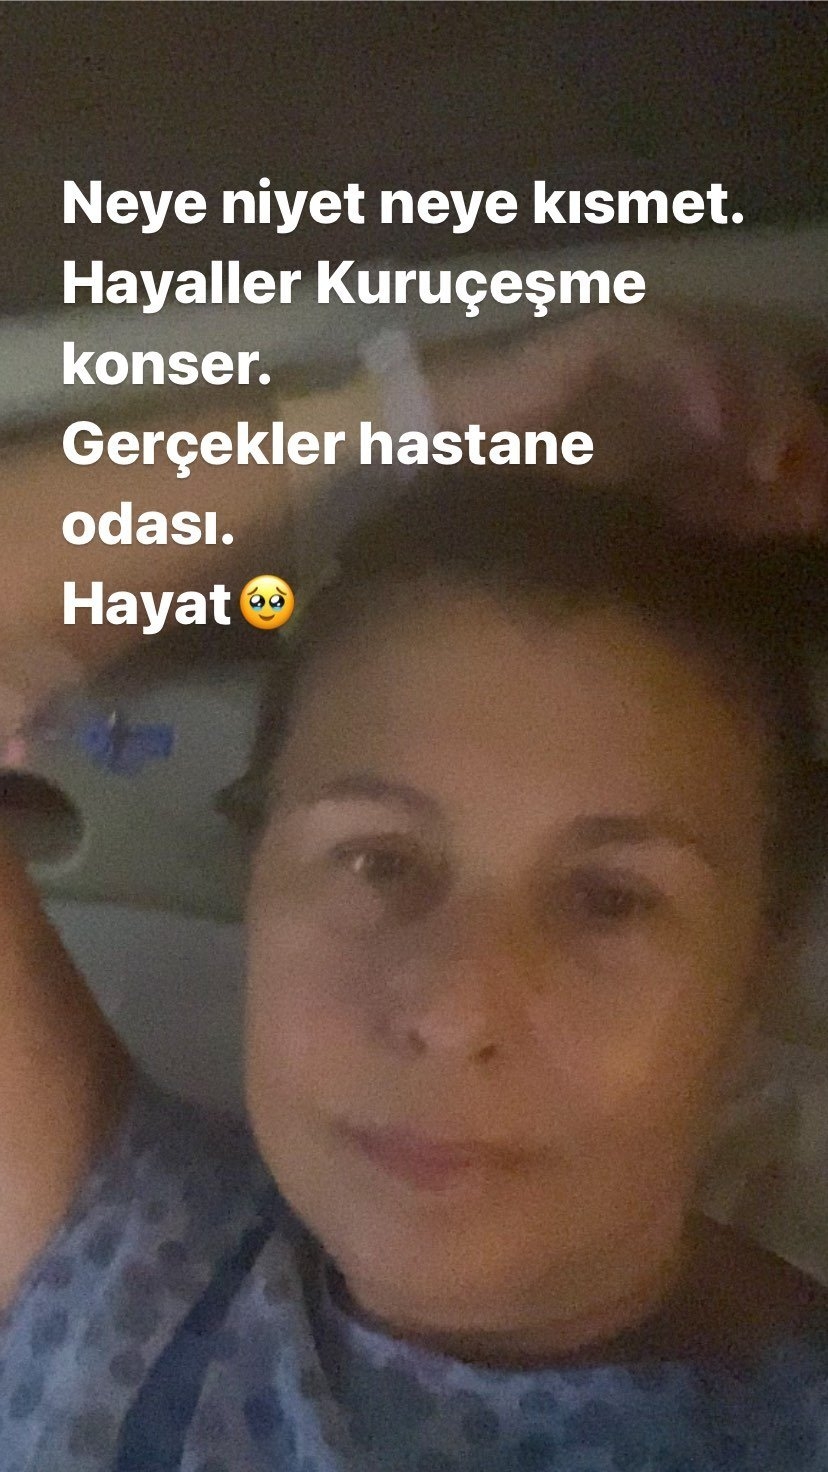 Neye niyet neye kısmet.
Hayaller Kuruçeşme
konser.
Gerçekler hastane
odası.
Hayat🥹